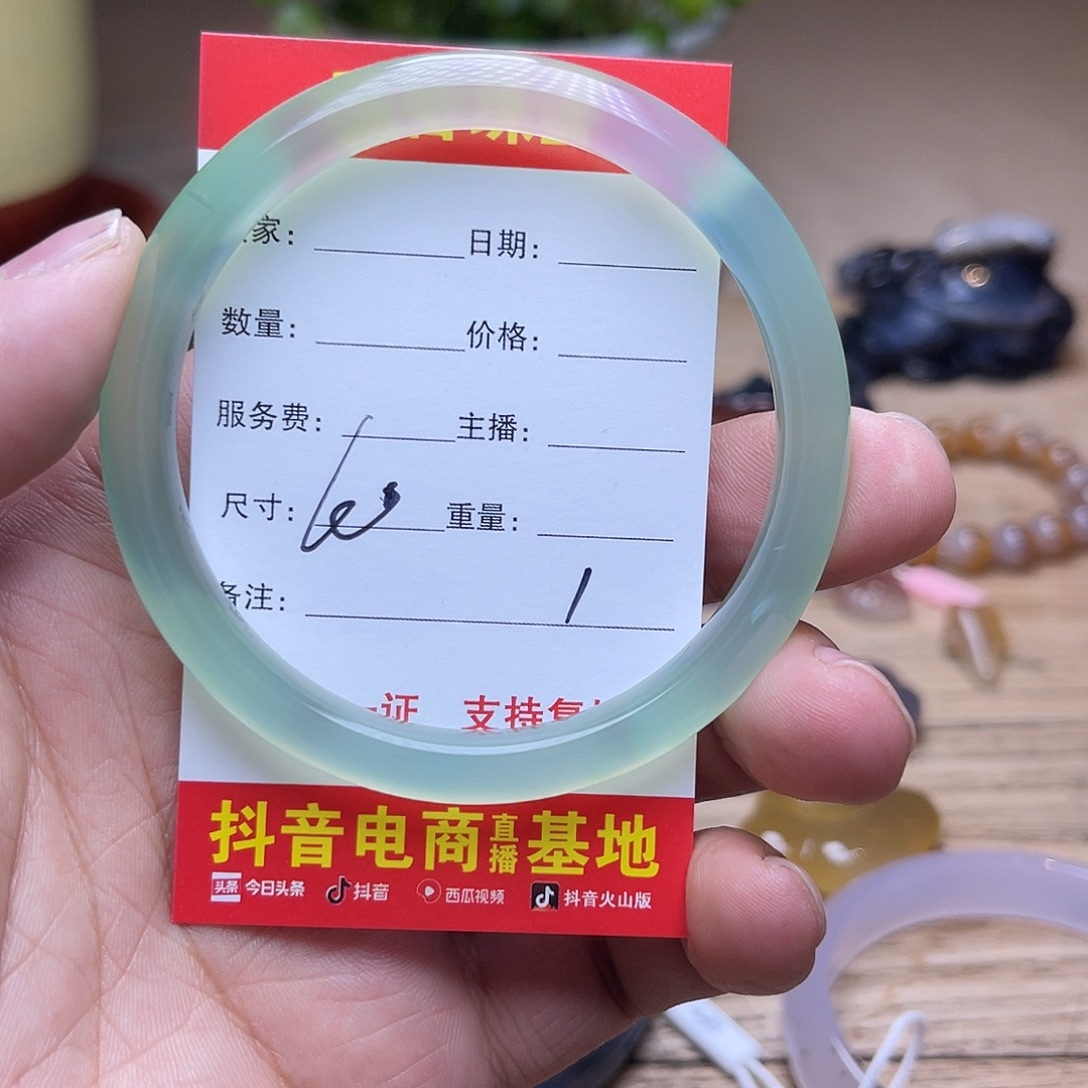 家: 日期:
数量: 价格:
服务费: 主播:
尺寸: 重量:
备注: /
证 支持复
抖音电商直播基地
头条 今日头条 抖音 西瓜视频 抖音火山版